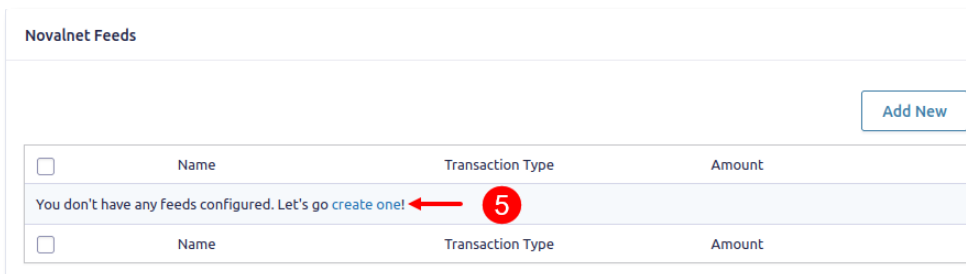 Novalnet Feeds
Add New
Name Transaction Type Amount
You don't have any feeds configured. Let's go create one!
5
Name Transaction Type Amount